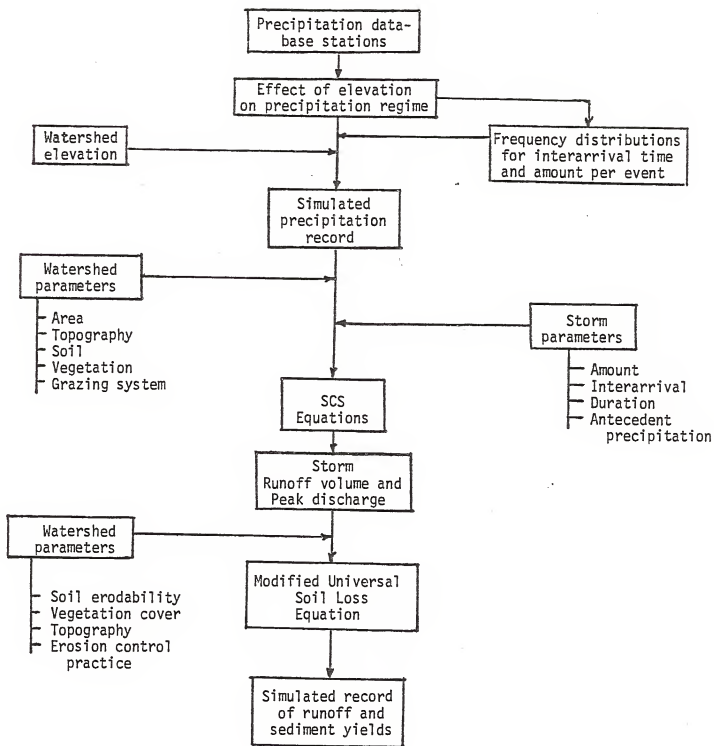 Precipitation data-
base stations
Effect of elevation
on precipitation regime
Watershed
elevation
Frequency distributions
for interarrival time
and amount per event
Simulated
precipitation
record
Watershed
parameters
Area
Topography
Soil
Vegetation
Grazing system
Storm
parameters
Amount
Interarrival
Duration
Antecedent
precipitation
SCS
Equations
Storm
Runoff volume and
Peak discharge
Watershed
parameters
Soil erodability
Vegetation cover
Topography
Erosion control
practice
Modified Universal
Soil Loss
Equation
Simulated record
of runoff and
sediment yields